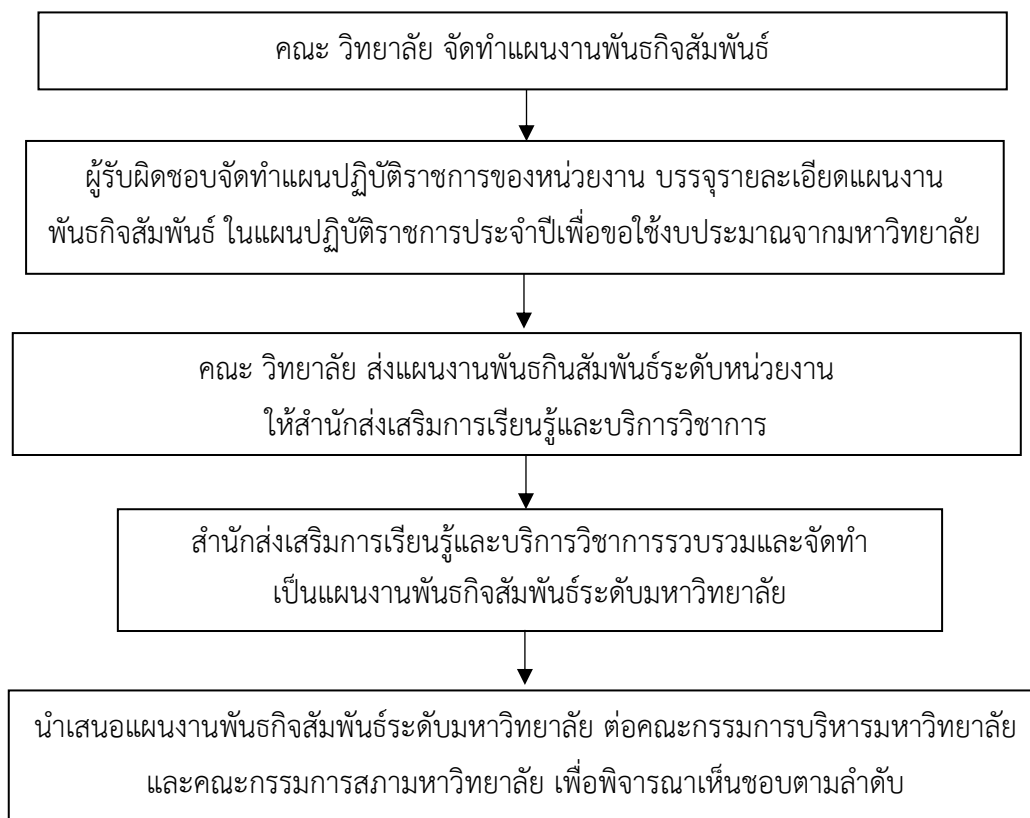 คณะ วิทยาลัย จัดทำแผนงานพันธกิจสัมพันธ์
ผู้รับผิดชอบจัดทำแผนปฏิบัติราชการของหน่วยงาน บรรจุรายละเอียดแผนงาน
พันธกิจสัมพันธ์ ในแผนปฏิบัติราชการประจำปีเพื่อขอใช้งบประมาณจากมหาวิทยาลัย
คณะ วิทยาลัย ส่งแผนงานพันธกินสัมพันธ์ระดับหน่วยงาน
ให้สำนักส่งเสริมการเรียนรู้และบริการวิชาการ
สำนักส่งเสริมการเรียนรู้และบริการวิชาการรวบรวมและจัดทำ
เป็นแผนงานพันธกิจสัมพันธ์ระดับมหาวิทยาลัย
นำเสนอแผนงานพันธกิจสัมพันธ์ระดับมหาวิทยาลัย ต่อคณะกรรมการบริหารมหาวิทยาลัย
และคณะกรรมการสภามหาวิทยาลัย เพื่อพิจารณาเห็นชอบตามลำดับ